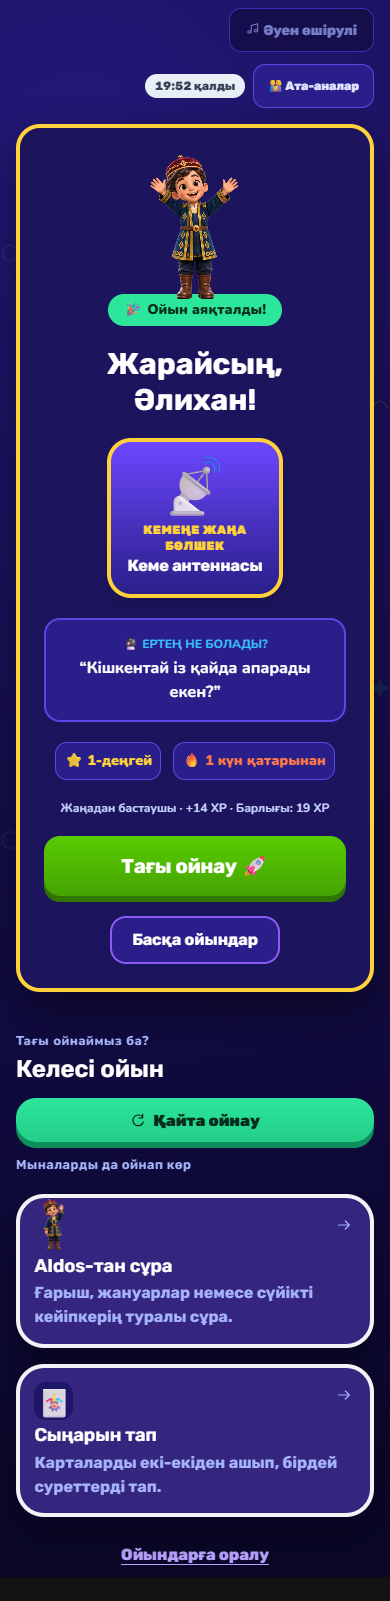 Әуен өшірулі
19:52 қалды
Ата-аналар
Ойын аяқталды!
Жарайсың,
Әлихан!
КЕМЕҢЕ ЖАҢА
БӨЛШЕК
Кеме антеннасы
ЕРТЕҢ НЕ БОЛАДЫ?
“Кішкентай із қайда апарады
екен?”
1-деңгей
1 күн қатарынан
Жаңадан бастаушы · +14 XP · Барлығы: 19 XP
Тағы ойнау
Басқа ойындар
Тағы ойнаймыз ба?
Келесі ойын
Қайта ойнау
Мыналарды да ойнап көр
Aldos-тан сұра
Ғарыш, жануарлар немесе сүйікті
кейіпкерің туралы сұра.
Сыңарын тап
Карталарды екі-екіден ашып, бірдей
суреттерді тап.
Ойындарға оралу